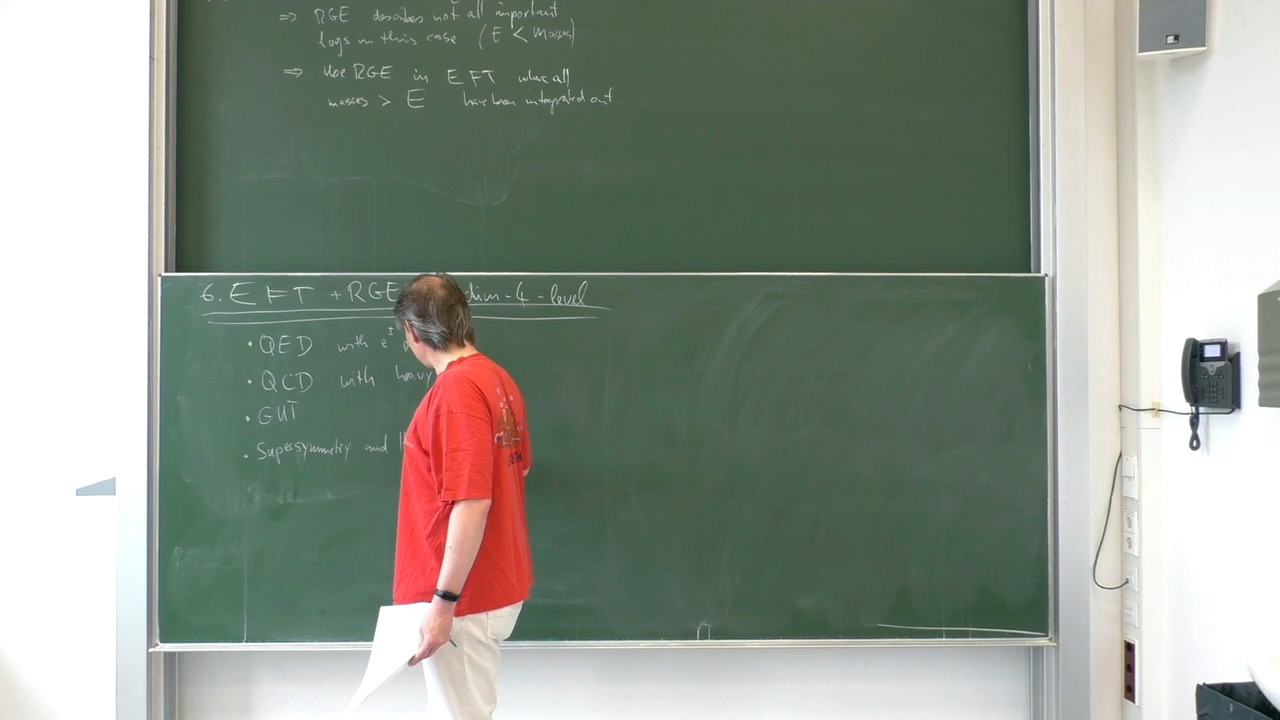 ⇒ RGE describes not all important
logs in this case (E < Masses)
⇒ Use RGE in EFT where all
masses > E have been integrated out.
6. EFT + RGE dim-4-level
• QED with e±
• QCD with heavy
• GUT
• Supersymmetry and